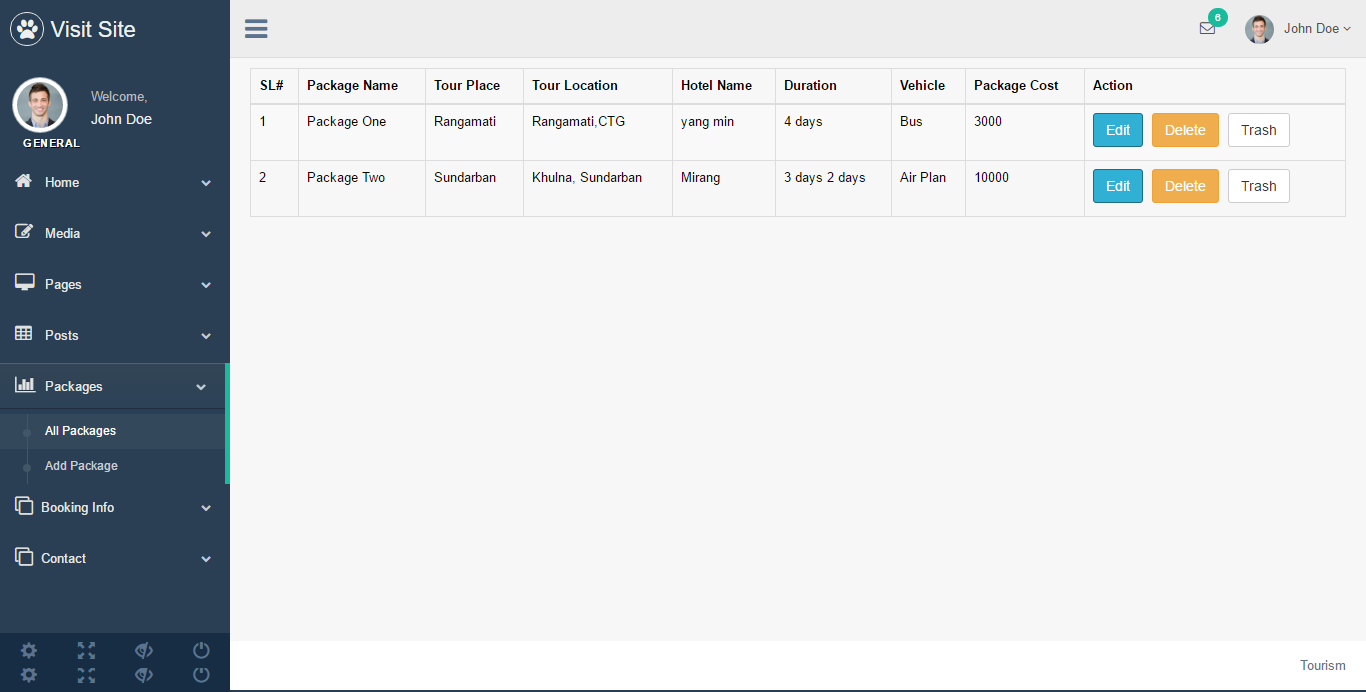 Visit Site
6
John Doe
Welcome,
John Doe
GENERAL
Home
Media
Pages
Posts
Packages
All Packages
Add Package
Booking Info
Contact
SL# Package Name Tour Place Tour Location Hotel Name Duration Vehicle Package Cost Action
1 Package One Rangamati Rangamati,CTG yang min 4 days Bus 3000 Edit Delete Trash
2 Package Two Sundarban Khulna, Sundarban Mirang 3 days 2 days Air Plan 10000 Edit Delete Trash
Tourism